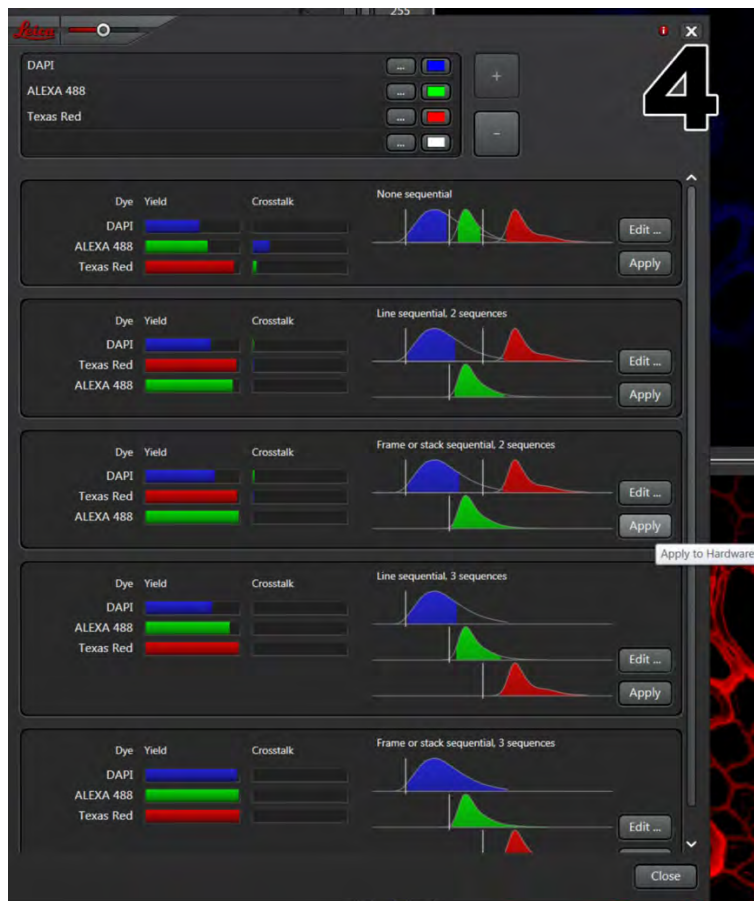 255
Leica
i X
4
DAPI ...
ALEXA 488 ...
Texas Red ...
...
+
-
Dye Yield Crosstalk None sequential
DAPI
ALEXA 488
Texas Red
Edit ...
Apply
Dye Yield Crosstalk Line sequential, 2 sequences
DAPI
Texas Red
ALEXA 488
Edit ...
Apply
Dye Yield Crosstalk Frame or stack sequential, 2 sequences
DAPI
Texas Red
ALEXA 488
Edit ...
Apply
Apply to Hardware
Dye Yield Crosstalk Line sequential, 3 sequences
DAPI
ALEXA 488
Texas Red
Edit ...
Apply
Dye Yield Crosstalk Frame or stack sequential, 3 sequences
DAPI
ALEXA 488
Texas Red
Edit ...
Close